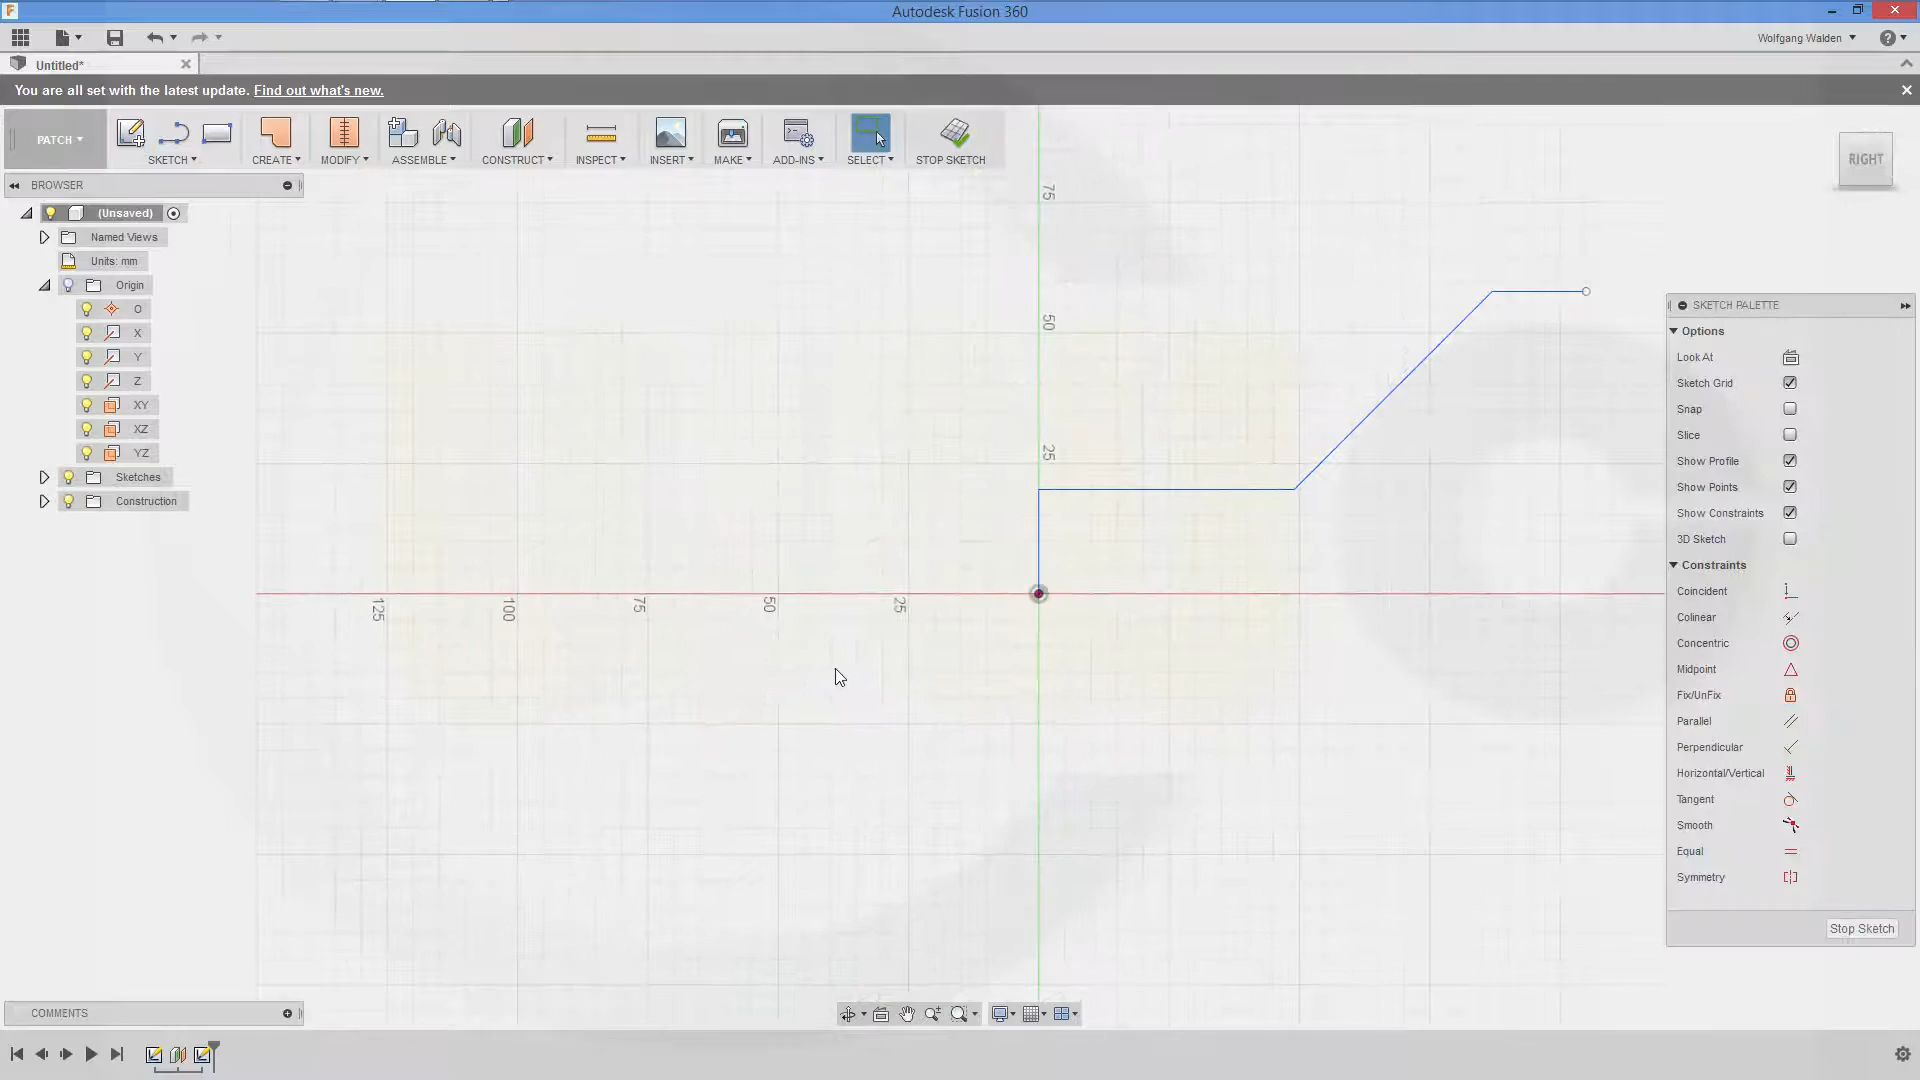 Autodesk Fusion 360
Wolfgang Walden
Untitled*
You are all set with the latest update. Find out what's new.
PATCH
SKETCH
CREATE
MODIFY
ASSEMBLE
CONSTRUCT
INSPECT
INSERT
MAKE
ADD-INS
SELECT
STOP SKETCH
RIGHT
BROWSER
(Unsaved)
Named Views
Units: mm
Origin
O
X
Y
Z
XY
XZ
YZ
Sketches
Construction
75
50
25
125
100
75
50
25
SKETCH PALETTE
Options
Look At
Sketch Grid
Snap
Slice
Show Profile
Show Points
Show Constraints
3D Sketch
Constraints
Coincident
Colinear
Concentric
Midpoint
Fix/UnFix
Parallel
Perpendicular
Horizontal/Vertical
Tangent
Smooth
Equal
Symmetry
Stop Sketch
COMMENTS